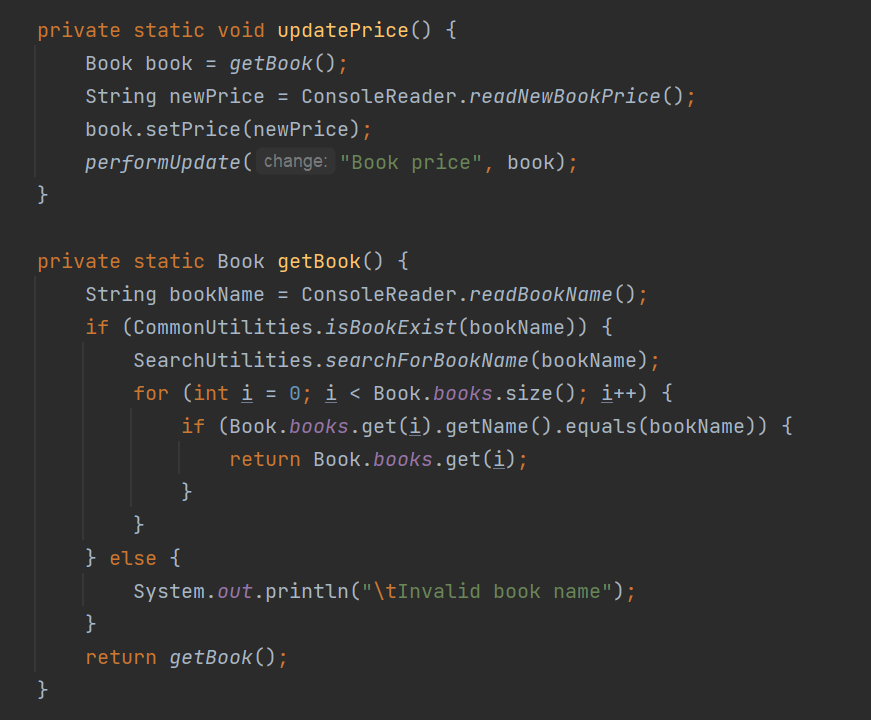 private static void updatePrice() {
    Book book = getBook();
    String newPrice = ConsoleReader.readNewBookPrice();
    book.setPrice(newPrice);
    performUpdate( change: "Book price", book);
}

private static Book getBook() {
    String bookName = ConsoleReader.readBookName();
    if (CommonUtilities.isBookExist(bookName)) {
        SearchUtilities.searchForBookName(bookName);
        for (int i = 0; i < Book.books.size(); i++) {
            if (Book.books.get(i).getName().equals(bookName)) {
                return Book.books.get(i);
            }
        }
    } else {
        System.out.println("\tInvalid book name");
    }
    return getBook();
}